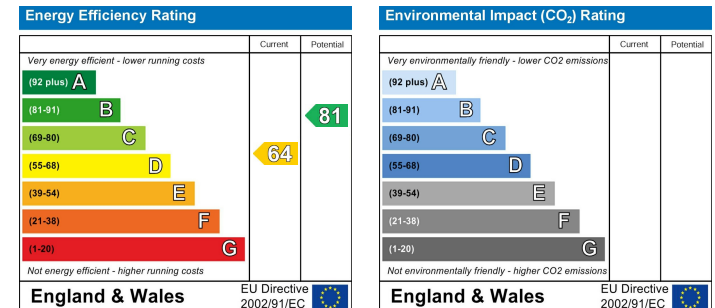 Energy Efficiency Rating
Current Potential
Very energy efficient - lower running costs
(92 plus) A
(81-91) B
81
(69-80) C
64
(55-68) D
(39-54) E
(21-38) F
(1-20) G
Not energy efficient - higher running costs
England & Wales
EU Directive
2002/91/EC
Environmental Impact (CO2) Rating
Current Potential
Very environmentally friendly - lower CO2 emissions
(92 plus) A
(81-91) B
(69-80) C
(55-68) D
(39-54) E
(21-38) F
(1-20) G
Not environmentally friendly - higher CO2 emissions
England & Wales
EU Directive
2002/91/EC